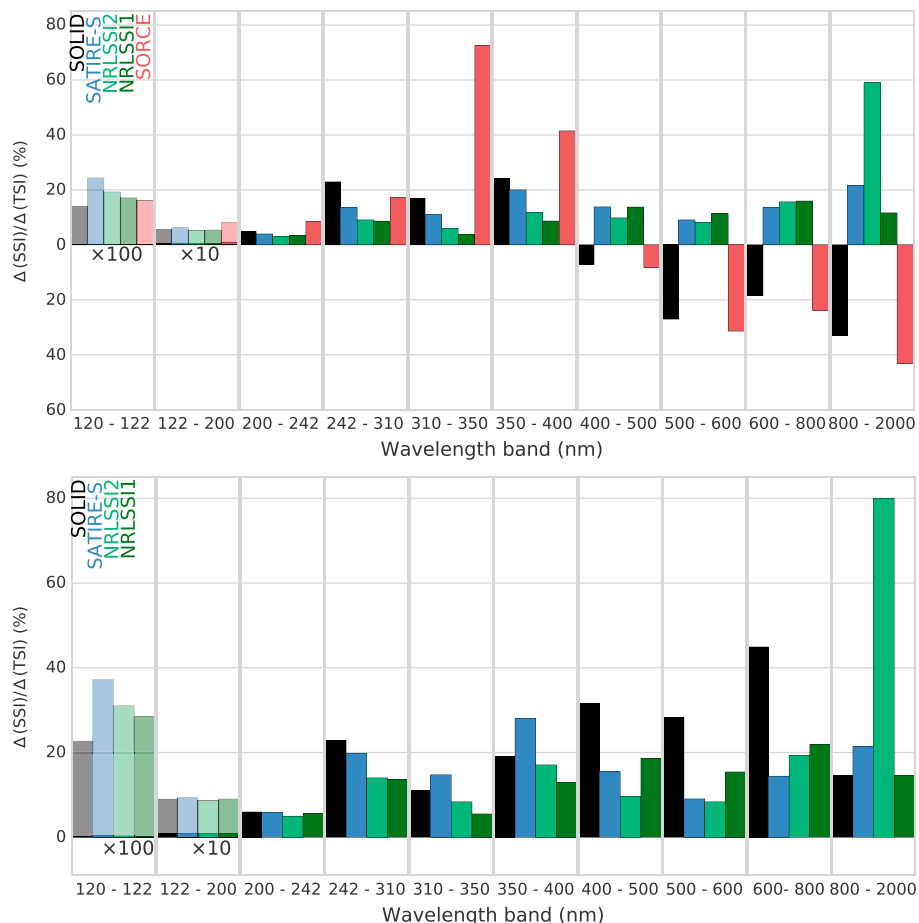 SOLID
SATIRE-S
NRLSSI2
NRLSSI1
SORCE
Δ (SSI)/Δ (TSI) (%)
80
60
40
20
0
20
40
60
×100
×10
120 - 122
122 - 200
200 - 242
242 - 310
310 - 350
350 - 400
400 - 500
500 - 600
600 - 800
800 - 2000
Wavelength band (nm)
SOLID
SATIRE-S
NRLSSI2
NRLSSI1
Δ (SSI)/Δ (TSI) (%)
80
60
40
20
0
×100
×10
120 - 122
122 - 200
200 - 242
242 - 310
310 - 350
350 - 400
400 - 500
500 - 600
600- 800
800 - 2000
Wavelength band (nm)